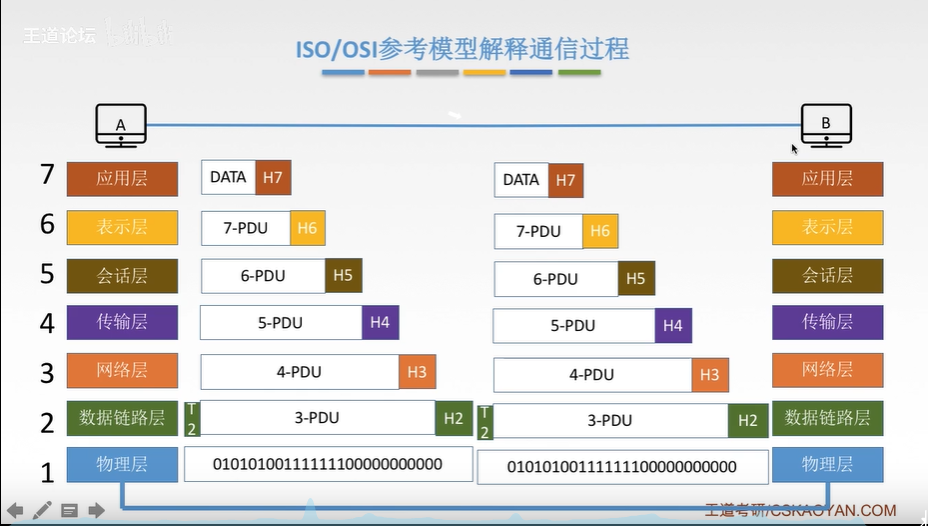 王道论坛
ISO/OSI参考模型解释通信过程
A
B
7 应用层 DATA H7 DATA H7 应用层
6 表示层 7-PDU H6 7-PDU H6 表示层
5 会话层 6-PDU H5 6-PDU H5 会话层
4 传输层 5-PDU H4 5-PDU H4 传输层
3 网络层 4-PDU H3 4-PDU H3 网络层
2 数据链路层 T2 3-PDU H2 T2 3-PDU H2 数据链路层
1 物理层 010101001111111100000000000 010101001111111100000000000 物理层
王道考研/CSKAOYAN.COM